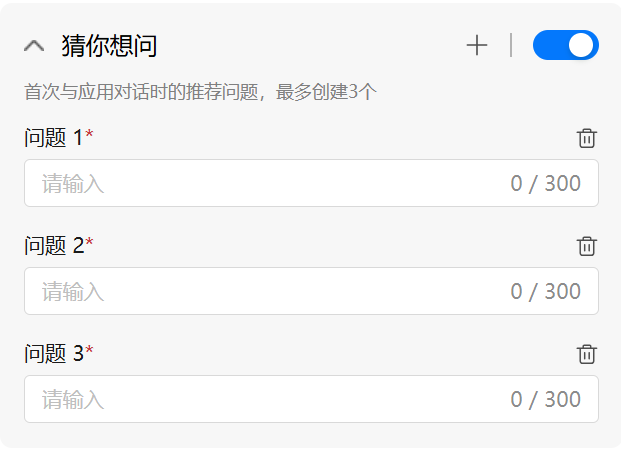 猜你想问
首次与应用对话时的推荐问题，最多创建3个
问题 1*
请输入 0 / 300
问题 2*
请输入 0 / 300
问题 3*
请输入 0 / 300